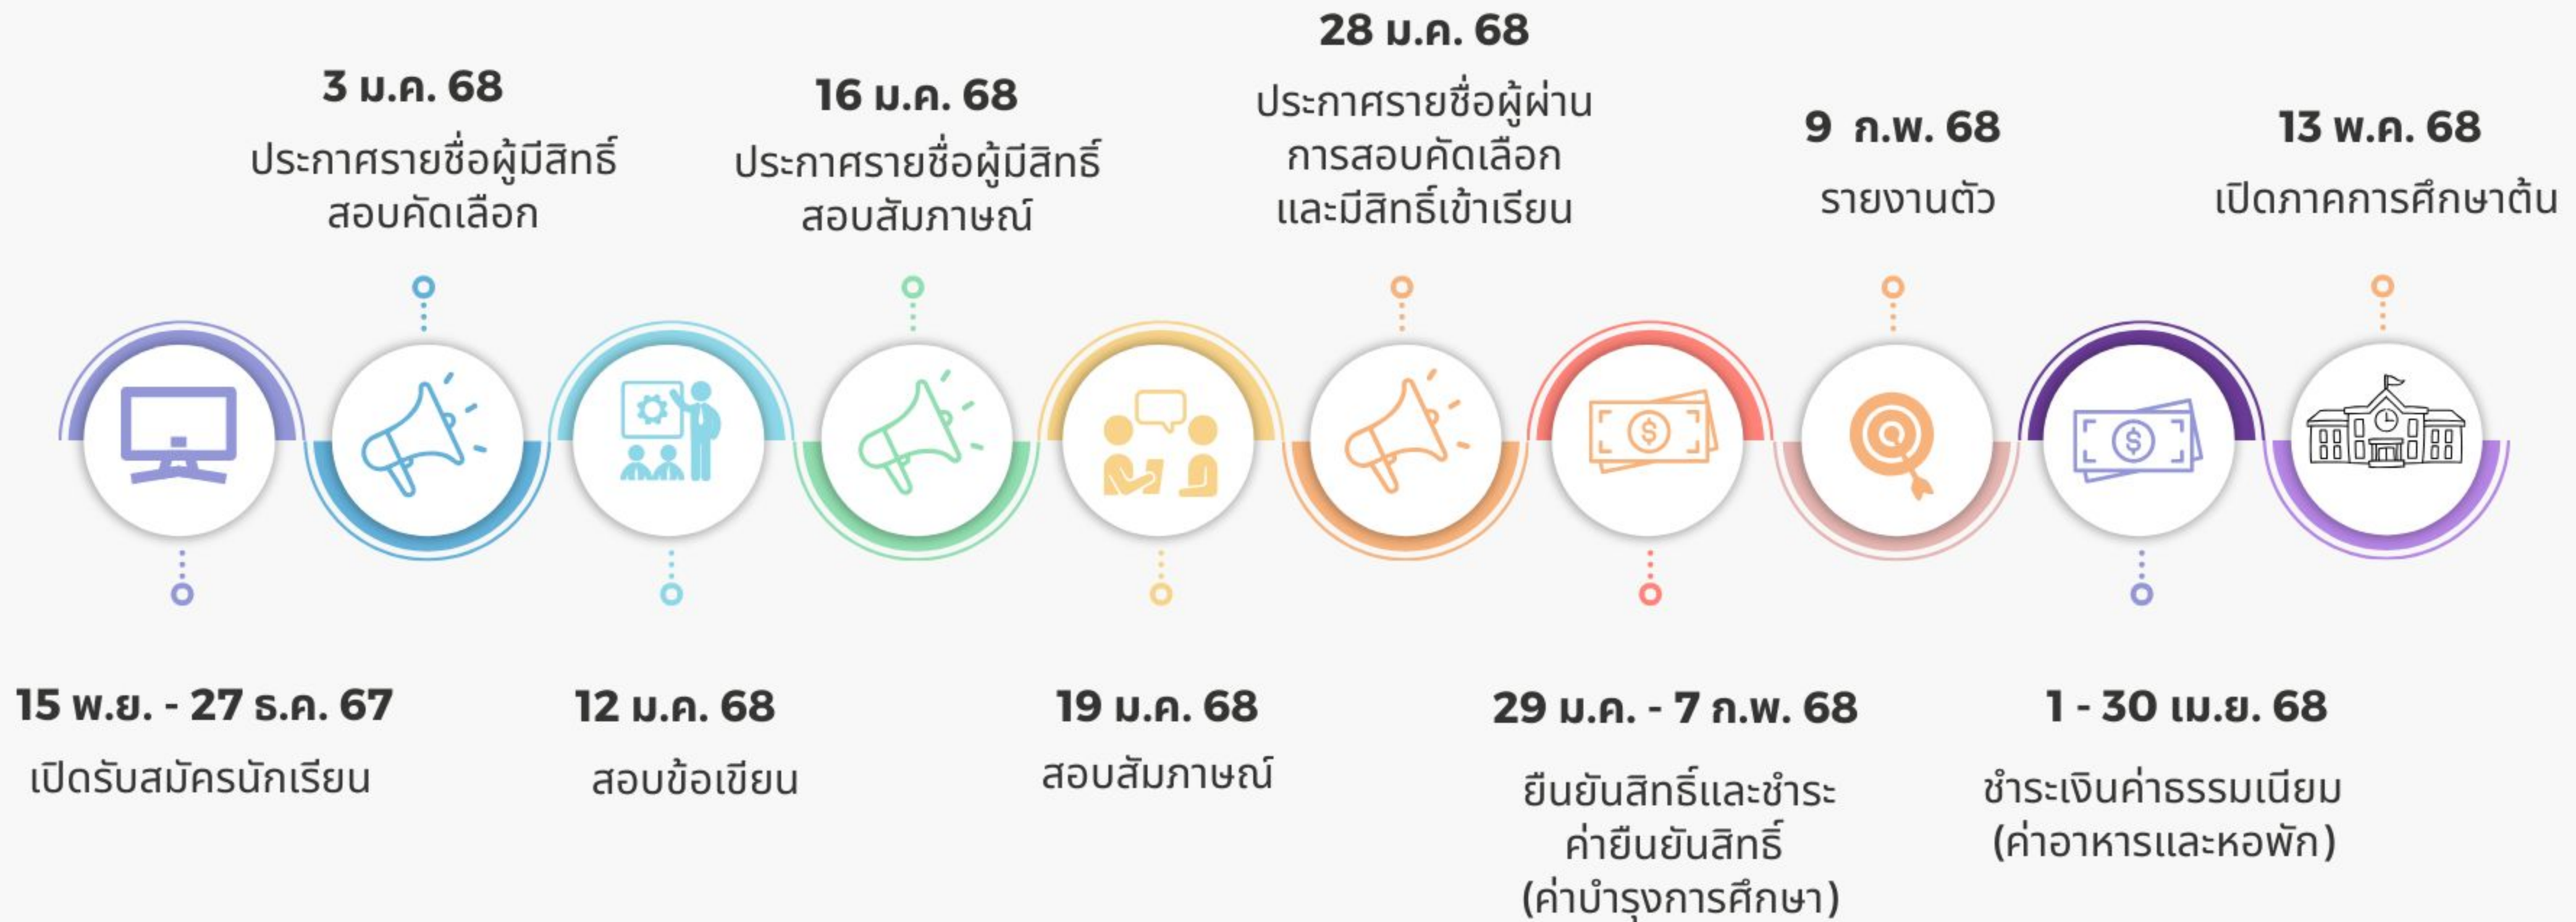 15 พ.ย. - 27 ธ.ค. 67
เปิดรับสมัครนักเรียน
3 ม.ค. 68
ประกาศรายชื่อผู้มีสิทธิ์
สอบคัดเลือก
12 ม.ค. 68
สอบข้อเขียน
16 ม.ค. 68
ประกาศรายชื่อผู้มีสิทธิ์
สอบสัมภาษณ์
19 ม.ค. 68
สอบสัมภาษณ์
28 ม.ค. 68
ประกาศรายชื่อผู้ผ่าน
การสอบคัดเลือก
และมีสิทธิ์เข้าเรียน
29 ม.ค. - 7 ก.พ. 68
ยืนยันสิทธิ์และชำระ
ค่ายืนยันสิทธิ์
(ค่าบำรุงการศึกษา)
9 ก.พ. 68
รายงานตัว
1 - 30 เม.ย. 68
ชำระเงินค่าธรรมเนียม
(ค่าอาหารและหอพัก)
13 พ.ค. 68
เปิดภาคการศึกษาต้น